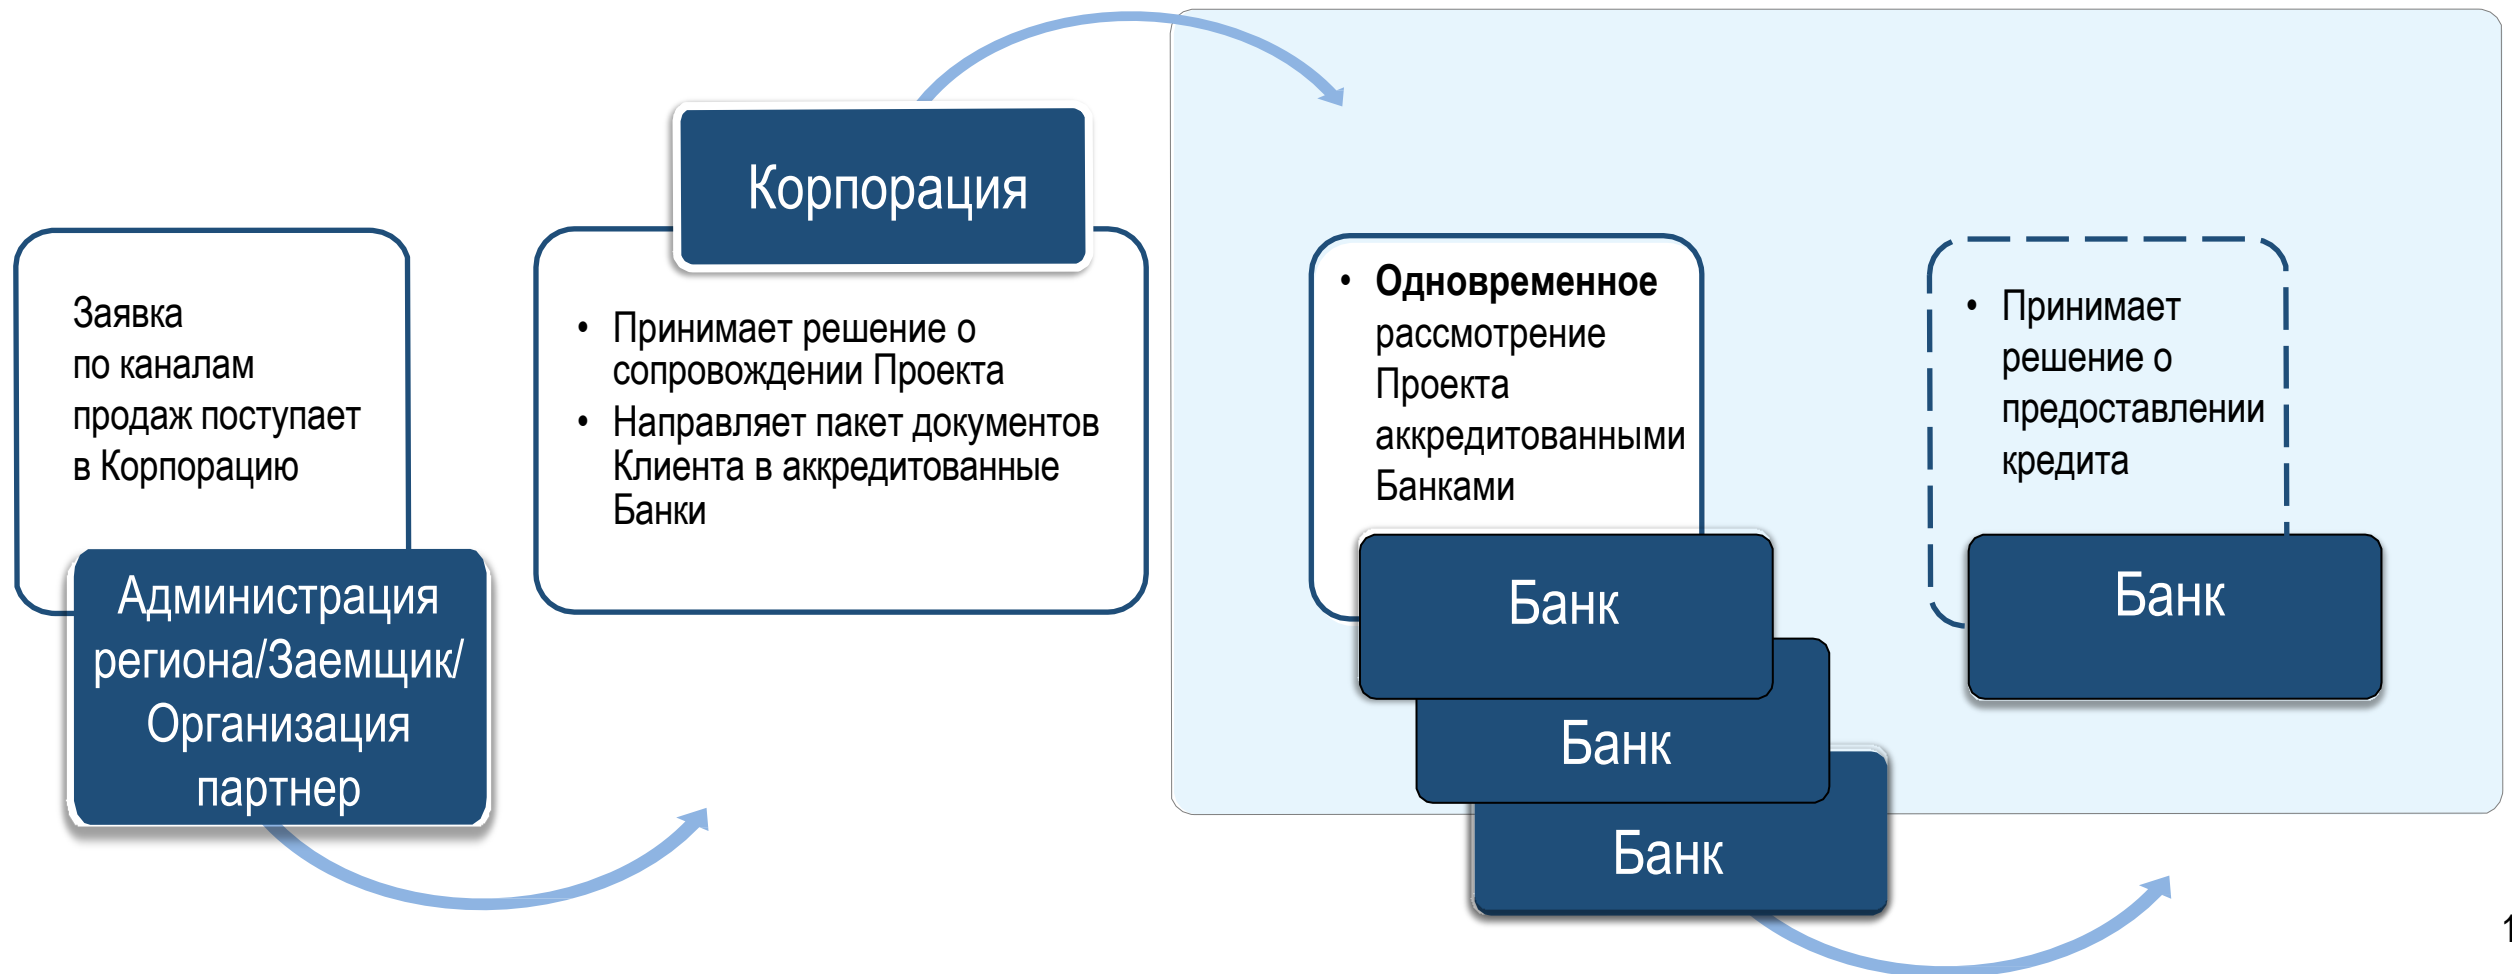 Заявка
по каналам
продаж поступает
в Корпорацию
Администрация
региона/Заемщик/
Организация
партнер
Корпорация
• Принимает решение о
сопровождении Проекта
• Направляет пакет документов
Клиента в аккредитованные
Банки
• Одновременное
рассмотрение
Проекта
аккредитованными
Банками
Банк
Банк
Банк
• Принимает
решение о
предоставлении
кредита
Банк
1